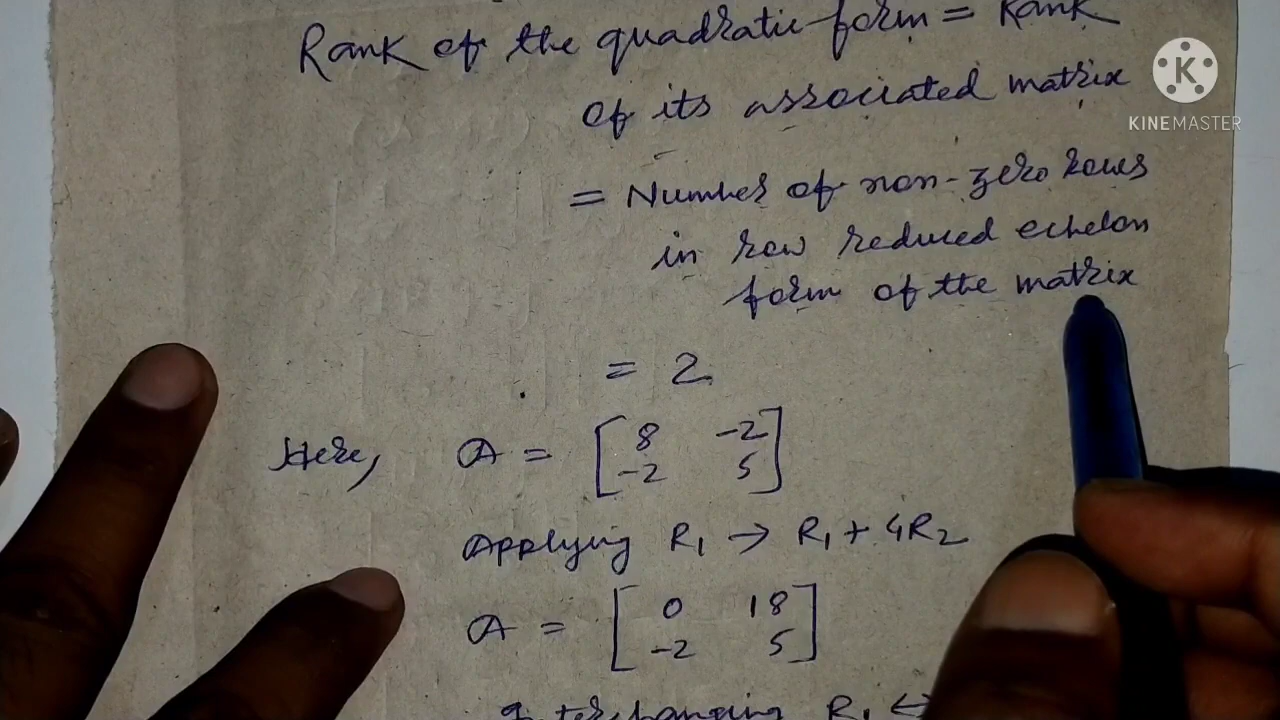 Rank of the quadratic form = Rank
of its associated matrix
K
KINEMASTER
= Number of non-zero rows
in row reduced echelon
form of the matrix
= 2
Here, A = [8 -2
-2 5]
Applying R1 → R1 + 4R2
A = [0 18
-2 5]
Interchanging R1 ↔